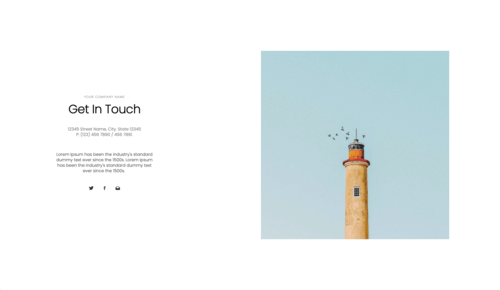 YOUR COMPANY NAME
Get In Touch
12345 Street Name, City. State 12345
P. (123) 456 7890 / 456 7891
Lorem ipsum has been the industry's standard
dummy text ever since the 1500s. Lorem ipsum
has been the industry's standard dummy text
ever since the 1500s.